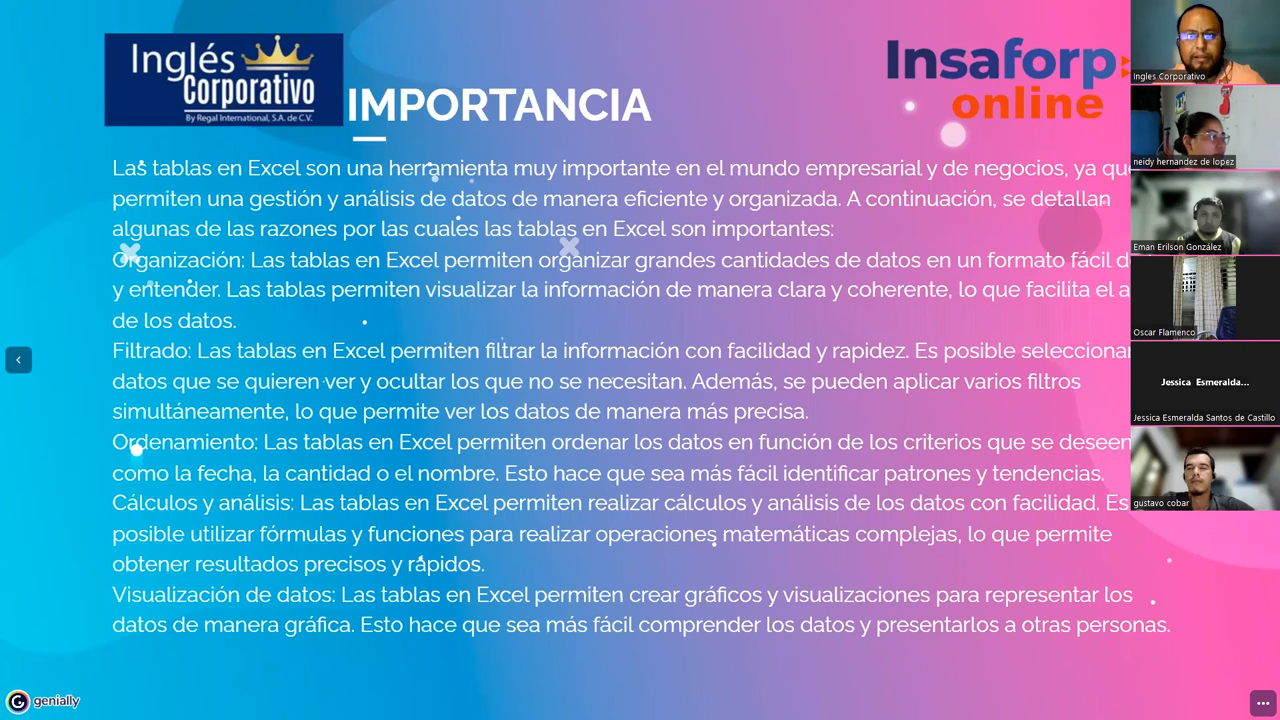 Inglés
Corporativo
By Regal International, S.A. de C.V.
IMPORTANCIA
Insaforp
online
Las tablas en Excel son una herramienta muy importante en el mundo empresarial y de negocios, ya que
permiten una gestión y análisis de datos de manera eficiente y organizada. A continuación, se detallan
algunas de las razones por las cuales las tablas en Excel son importantes:
Organización: Las tablas en Excel permiten organizar grandes cantidades de datos en un formato fácil
y entender. Las tablas permiten visualizar la información de manera clara y coherente, lo que facilita el
de los datos.
Filtrado: Las tablas en Excel permiten filtrar la información con facilidad y rapidez. Es posible seleccionar
datos que se quieren ver y ocultar los que no se necesitan. Además, se pueden aplicar varios filtros
simultáneamente, lo que permite ver los datos de manera más precisa.
Ordenamiento: Las tablas en Excel permiten ordenar los datos en función de los criterios que se deseen
como la fecha, la cantidad o el nombre. Esto hace que sea más fácil identificar patrones y tendencias.
Cálculos y análisis: Las tablas en Excel permiten realizar cálculos y análisis de los datos con facilidad. Es
posible utilizar fórmulas y funciones para realizar operaciones matemáticas complejas, lo que permite
obtener resultados precisos y rápidos.
Visualización de datos: Las tablas en Excel permiten crear gráficos y visualizaciones para representar los
datos de manera gráfica. Esto hace que sea más fácil comprender los datos y presentarlos a otras personas.
genially
Ingles Corporativo
neidy hernandez de lopez
Eman Erilson González
Oscar Flamenco
Jessica Esmeralda...
Jessica Esmeralda Santos de Castillo
gustavo cobar